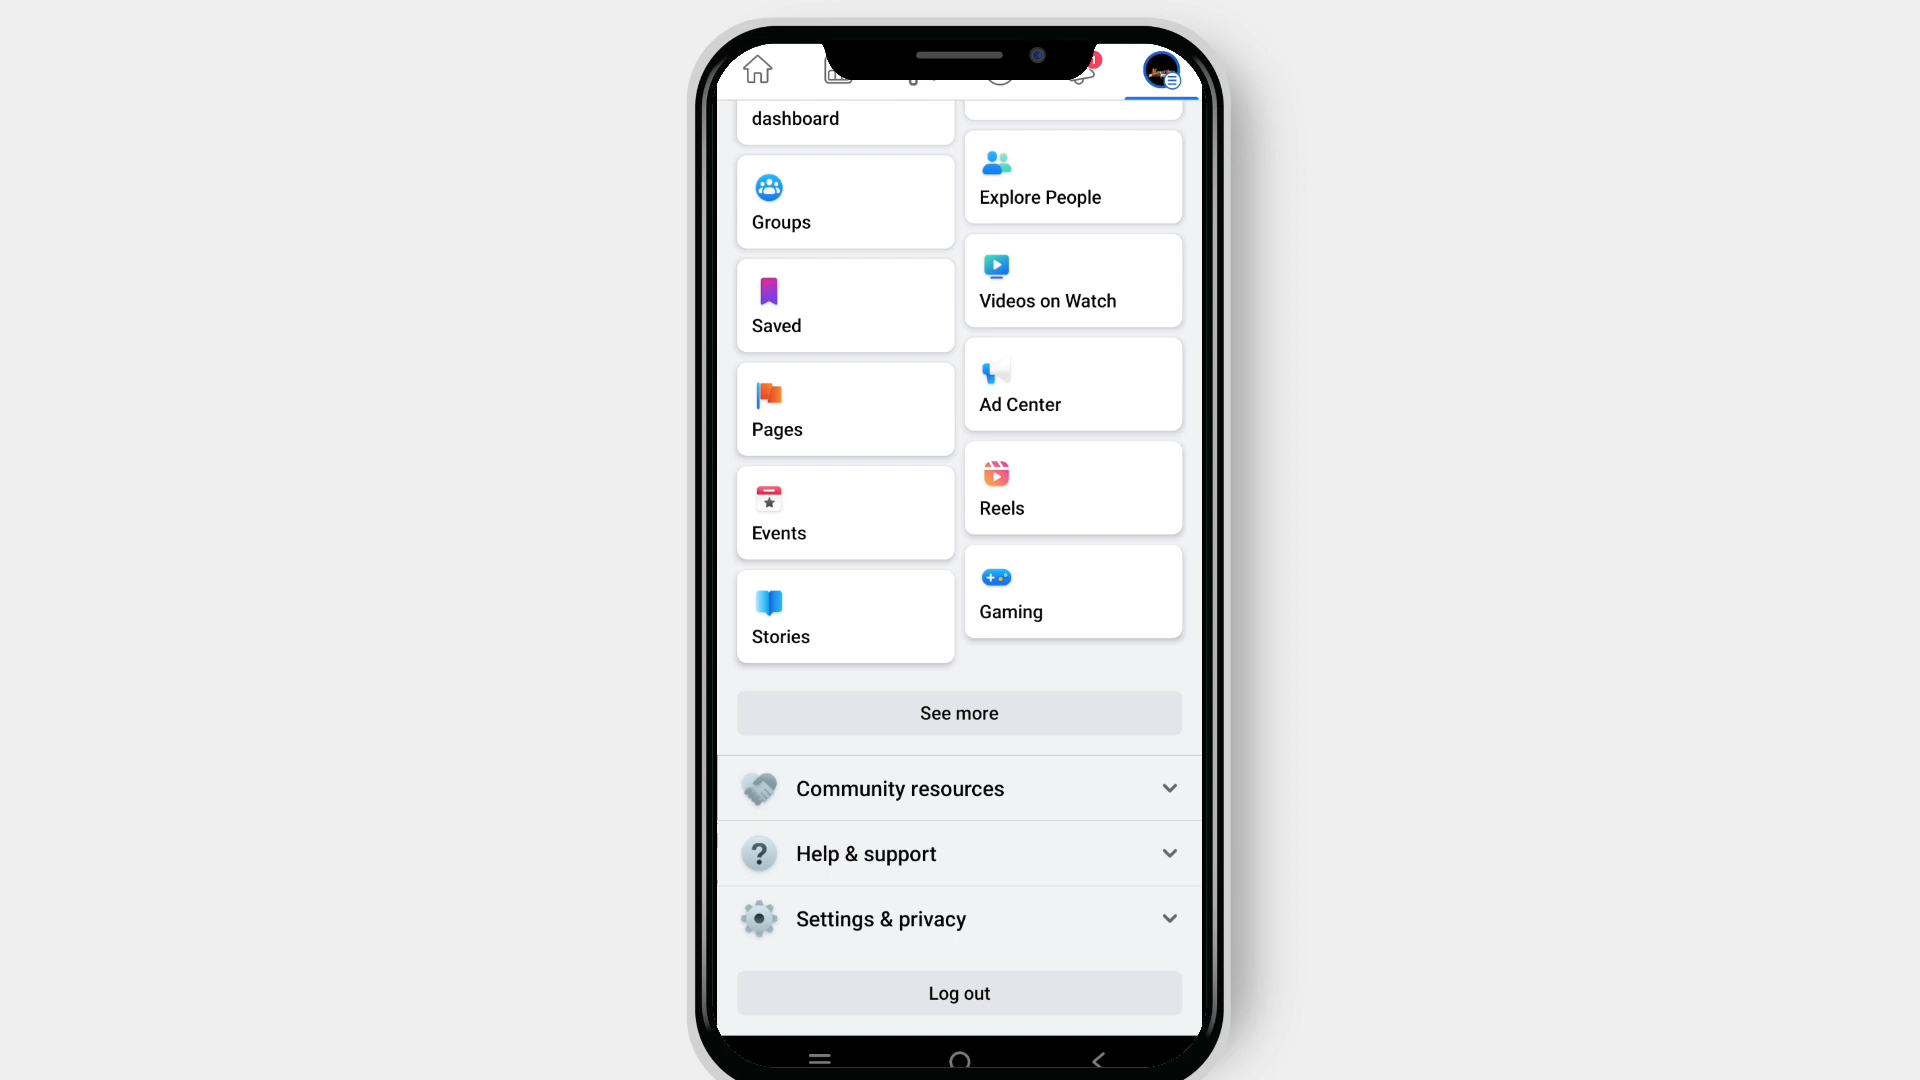 1
dashboard
Groups
Explore People
Saved
Videos on Watch
Pages
Ad Center
Events
Reels
Stories
Gaming
See more
Community resources
Help & support
Settings & privacy
Log out